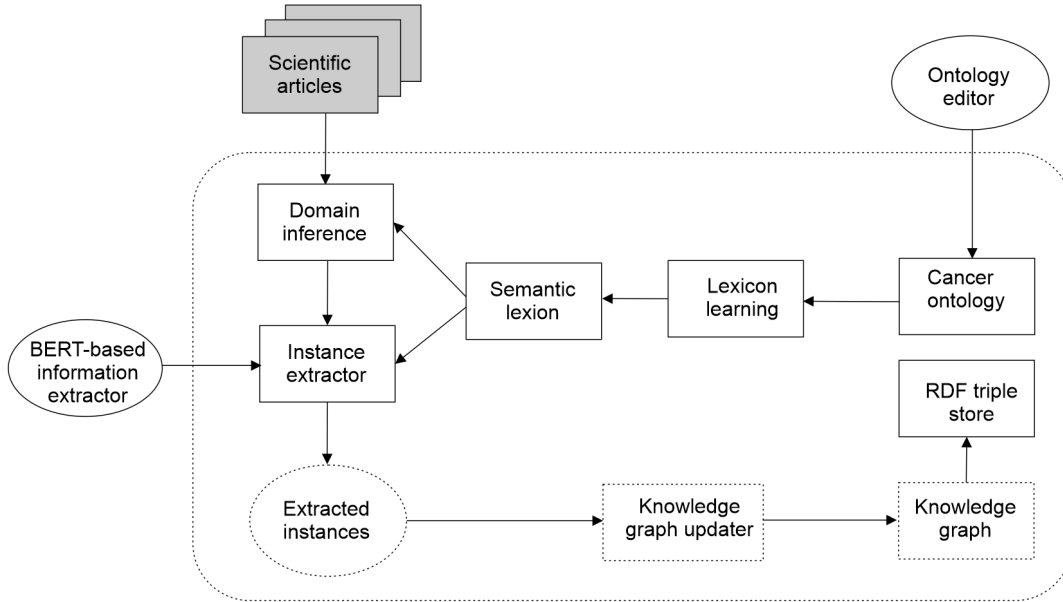 Scientific
articles
Ontology
editor
Domain
inference
Semantic
lexion
Lexicon
learning
Cancer
ontology
BERT-based
information
extractor
Instance
extractor
RDF triple
store
Extracted
instances
Knowledge
graph updater
Knowledge
graph